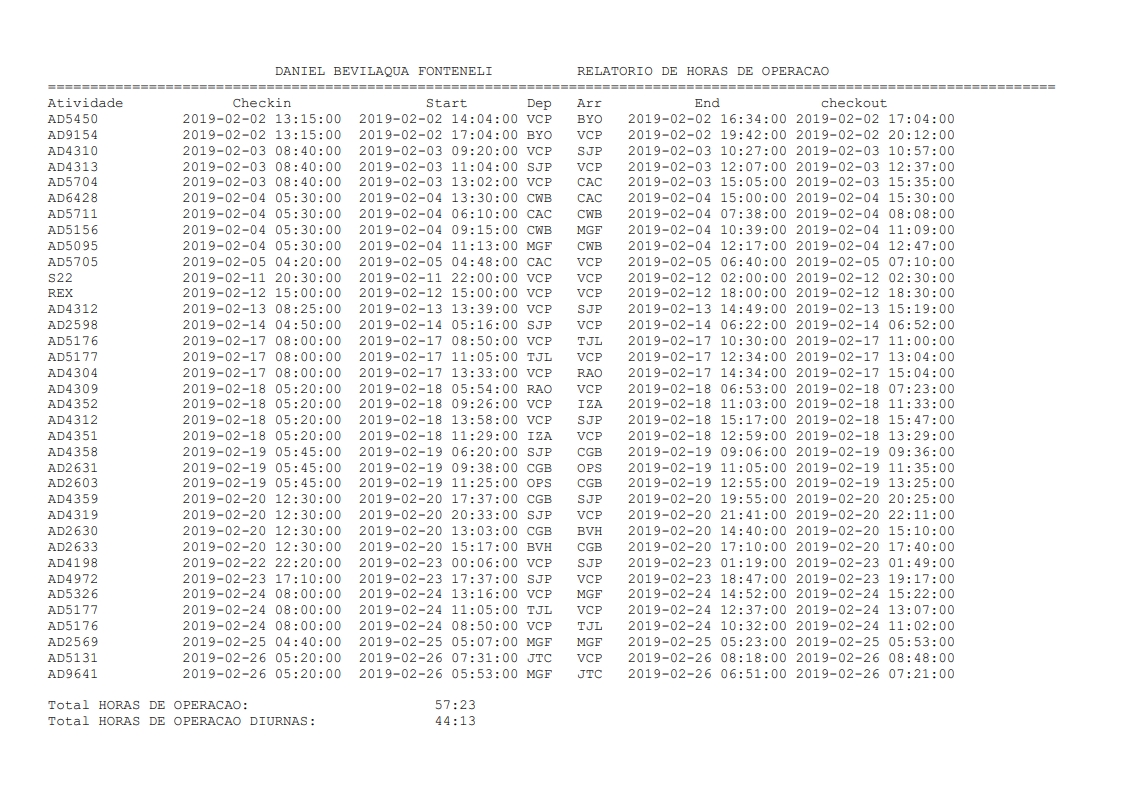 DANIEL BEVILAQUA FONTENELI RELATORIO DE HORAS DE OPERACAO
========================================================================================================================
Atividade Checkin Start Dep Arr End checkout
AD5450 2019-02-02 13:15:00 2019-02-02 14:04:00 VCP BYO 2019-02-02 16:34:00 2019-02-02 17:04:00
AD9154 2019-02-02 13:15:00 2019-02-02 17:04:00 BYO VCP 2019-02-02 19:42:00 2019-02-02 20:12:00
AD4310 2019-02-03 08:40:00 2019-02-03 09:20:00 VCP SJP 2019-02-03 10:27:00 2019-02-03 10:57:00
AD4313 2019-02-03 08:40:00 2019-02-03 11:04:00 SJP VCP 2019-02-03 12:07:00 2019-02-03 12:37:00
AD5704 2019-02-03 08:40:00 2019-02-03 13:02:00 VCP CAC 2019-02-03 15:05:00 2019-02-03 15:35:00
AD6428 2019-02-04 05:30:00 2019-02-04 13:30:00 CWB CAC 2019-02-04 15:00:00 2019-02-04 15:30:00
AD5711 2019-02-04 05:30:00 2019-02-04 06:10:00 CAC CWB 2019-02-04 07:38:00 2019-02-04 08:08:00
AD5156 2019-02-04 05:30:00 2019-02-04 09:15:00 CWB MGF 2019-02-04 10:39:00 2019-02-04 11:09:00
AD5095 2019-02-04 05:30:00 2019-02-04 11:13:00 MGF CWB 2019-02-04 12:17:00 2019-02-04 12:47:00
AD5705 2019-02-05 04:20:00 2019-02-05 04:48:00 CAC VCP 2019-02-05 06:40:00 2019-02-05 07:10:00
S22 2019-02-11 20:30:00 2019-02-11 22:00:00 VCP VCP 2019-02-12 02:00:00 2019-02-12 02:30:00
REX 2019-02-12 15:00:00 2019-02-12 15:00:00 VCP VCP 2019-02-12 18:00:00 2019-02-12 18:30:00
AD4312 2019-02-13 08:25:00 2019-02-13 13:39:00 VCP SJP 2019-02-13 14:49:00 2019-02-13 15:19:00
AD2598 2019-02-14 04:50:00 2019-02-14 05:16:00 SJP VCP 2019-02-14 06:22:00 2019-02-14 06:52:00
AD5176 2019-02-17 08:00:00 2019-02-17 08:50:00 VCP TJL 2019-02-17 10:30:00 2019-02-17 11:00:00
AD5177 2019-02-17 08:00:00 2019-02-17 11:05:00 TJL VCP 2019-02-17 12:34:00 2019-02-17 13:04:00
AD4304 2019-02-17 08:00:00 2019-02-17 13:33:00 VCP RAO 2019-02-17 14:34:00 2019-02-17 15:04:00
AD4309 2019-02-18 05:20:00 2019-02-18 05:54:00 RAO VCP 2019-02-18 06:53:00 2019-02-18 07:23:00
AD4352 2019-02-18 05:20:00 2019-02-18 09:26:00 VCP IZA 2019-02-18 11:03:00 2019-02-18 11:33:00
AD4312 2019-02-18 05:20:00 2019-02-18 13:58:00 VCP SJP 2019-02-18 15:17:00 2019-02-18 15:47:00
AD4351 2019-02-18 05:20:00 2019-02-18 11:29:00 IZA VCP 2019-02-18 12:59:00 2019-02-18 13:29:00
AD4358 2019-02-19 05:45:00 2019-02-19 06:20:00 SJP CGB 2019-02-19 09:06:00 2019-02-19 09:36:00
AD2631 2019-02-19 05:45:00 2019-02-19 09:38:00 CGB OPS 2019-02-19 11:05:00 2019-02-19 11:35:00
AD2603 2019-02-19 05:45:00 2019-02-19 11:25:00 OPS CGB 2019-02-19 12:55:00 2019-02-19 13:25:00
AD4359 2019-02-20 12:30:00 2019-02-20 17:37:00 CGB SJP 2019-02-20 19:55:00 2019-02-20 20:25:00
AD4319 2019-02-20 12:30:00 2019-02-20 20:33:00 SJP VCP 2019-02-20 21:41:00 2019-02-20 22:11:00
AD2630 2019-02-20 12:30:00 2019-02-20 13:03:00 CGB BVH 2019-02-20 14:40:00 2019-02-20 15:10:00
AD2633 2019-02-20 12:30:00 2019-02-20 15:17:00 BVH CGB 2019-02-20 17:10:00 2019-02-20 17:40:00
AD4198 2019-02-22 22:20:00 2019-02-23 00:06:00 VCP SJP 2019-02-23 01:19:00 2019-02-23 01:49:00
AD4972 2019-02-23 17:10:00 2019-02-23 17:37:00 SJP VCP 2019-02-23 18:47:00 2019-02-23 19:17:00
AD5326 2019-02-24 08:00:00 2019-02-24 13:16:00 VCP MGF 2019-02-24 14:52:00 2019-02-24 15:22:00
AD5177 2019-02-24 08:00:00 2019-02-24 11:05:00 TJL VCP 2019-02-24 12:37:00 2019-02-24 13:07:00
AD5176 2019-02-24 08:00:00 2019-02-24 08:50:00 VCP TJL 2019-02-24 10:32:00 2019-02-24 11:02:00
AD2569 2019-02-25 04:40:00 2019-02-25 05:07:00 MGF MGF 2019-02-25 05:23:00 2019-02-25 05:53:00
AD5131 2019-02-26 05:20:00 2019-02-26 07:31:00 JTC VCP 2019-02-26 08:18:00 2019-02-26 08:48:00
AD9641 2019-02-26 05:20:00 2019-02-26 05:53:00 MGF JTC 2019-02-26 06:51:00 2019-02-26 07:21:00
Total HORAS DE OPERACAO: 57:23
Total HORAS DE OPERACAO DIURNAS: 44:13